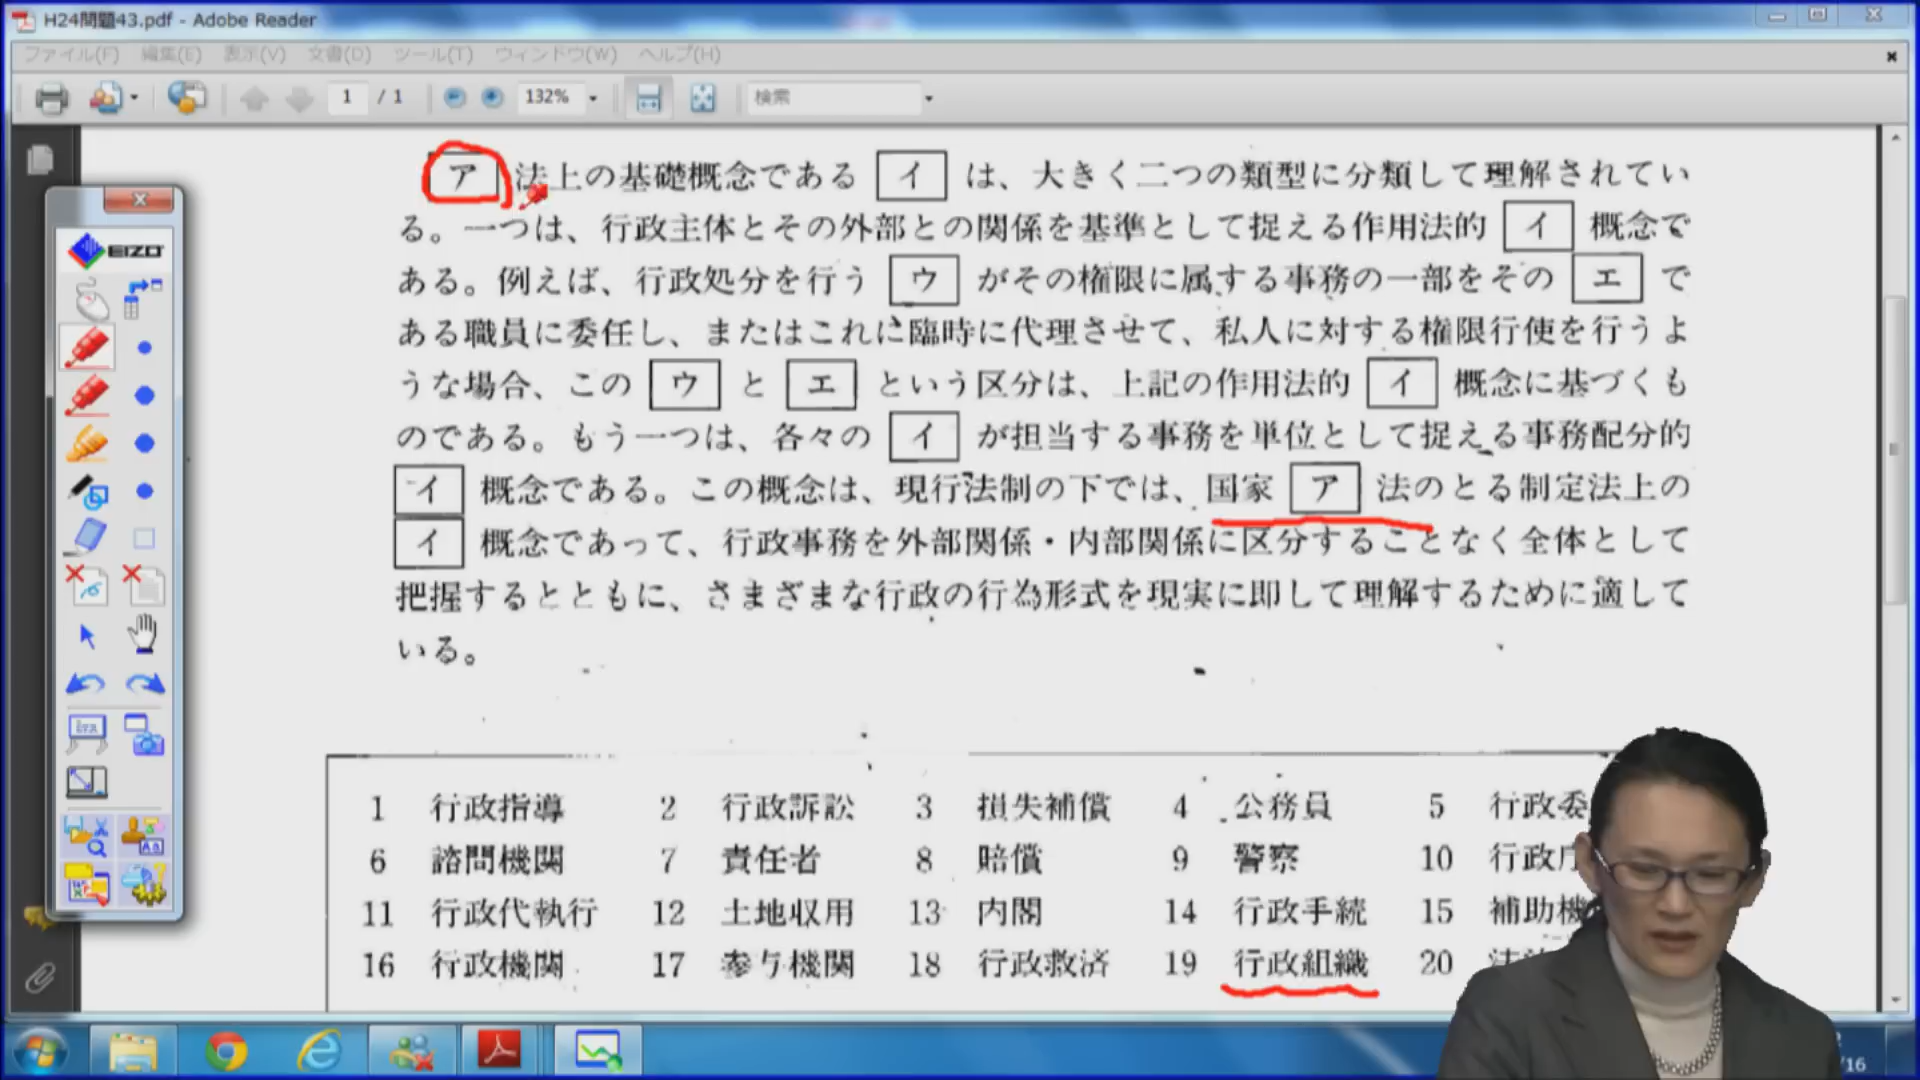 H24問題43.pdf - Adobe Reader
ファイル(F) 編集(E) 表示(V) 文書(D) ツール(T) ウィンドウ(W) ヘルプ(H)
1 / 1 132% 検索
EIZO
ア 法上の基礎概念である イ は、大きく二つの類型に分類して理解されてい
る。一つは、行政主体とその外部との関係を基準として捉える作用法的 イ 概念で
ある。例えば、行政処分を行う ウ がその権限に属する事務の一部をその エ で
ある職員に委任し、またはこれに臨時に代理させて、私人に対する権限行使を行うよ
うな場合、この ウ と エ という区分は、上記の作用法的 イ 概念に基づくも
のである。もう一つは、各々の イ が担当する事務を単位として捉える事務配分的
イ 概念である。この概念は、現行法制の下では、国家 ア 法のとる制定法上の
イ 概念であって、行政事務を外部関係・内部関係に区分することなく全体として
把握するとともに、さまざまな行政の行為形式を現実に即して理解するために適して
いる。
1 行政指導 2 行政訴訟 3 損失補償 4 公務員 5 行政委
6 諮問機関 7 責任者 8 賠償 9 警察 10 行政
11 行政代執行 12 土地収用 13 内閣 14 行政手続 15 補助機
16 行政機関 17 参与機関 18 行政救済 19 行政組織 20
/16